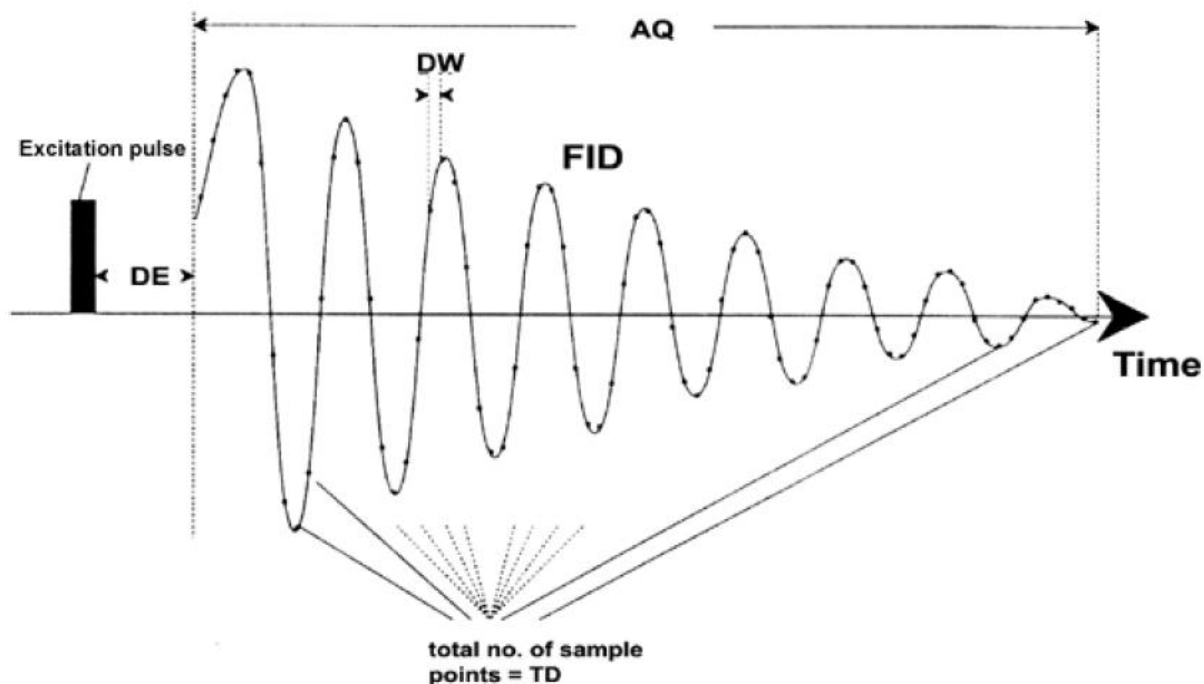 AQ
DW
Excitation pulse
FID
DE
Time
total no. of sample
points = TD